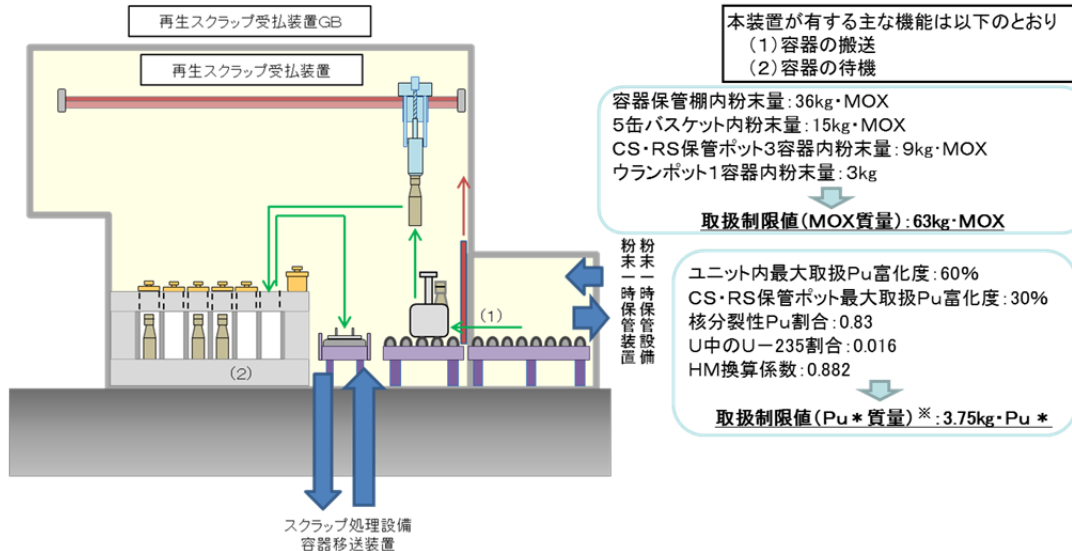 再生スクラップ受払装置GB
再生スクラップ受払装置
(1)
(2)
粉末一時保管設備
粉末一時保管装置
スクラップ処理設備
容器移送装置
本装置が有する主な機能は以下のとおり
(1)容器の搬送
(2)容器の待機
容器保管棚内粉末量:36kg・MOX
5缶バスケット内粉末量:15kg・MOX
CS・RS保管ポット3容器内粉末量:9kg・MOX
ウランポット1容器内粉末量:3kg
取扱制限値(MOX質量):63kg・MOX
ユニット内最大取扱Pu富化度:60%
CS・RS保管ポット最大取扱Pu富化度:30%
核分裂性Pu割合:0.83
U中のU-235割合:0.016
HM換算係数:0.882
取扱制限値(Pu*質量)※:3.75kg・Pu*